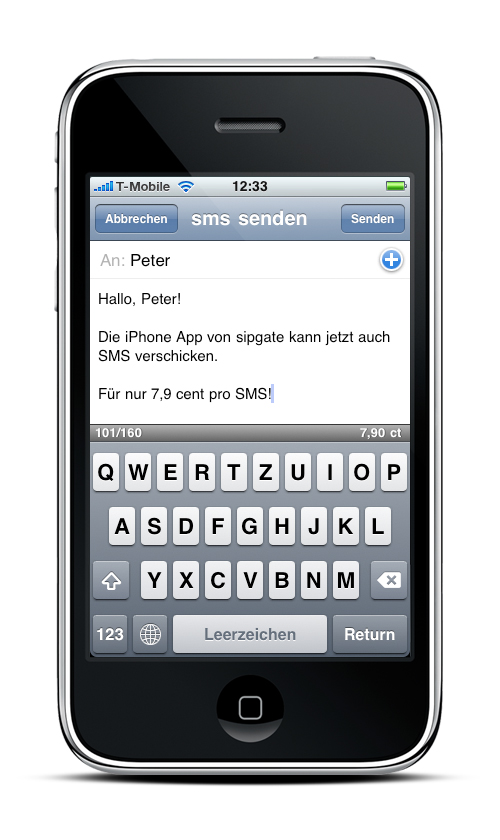 T-Mobile 12:33
Abbrechen sms senden Senden
An: Peter
Hallo, Peter!
Die iPhone App von sipgate kann jetzt auch
SMS verschicken.
Für nur 7,9 cent pro SMS!
101/160 7,90 ct
Q W E R T Z U I O P
A S D F G H J K L
Y X C V B N M
123 Leerzeichen Return